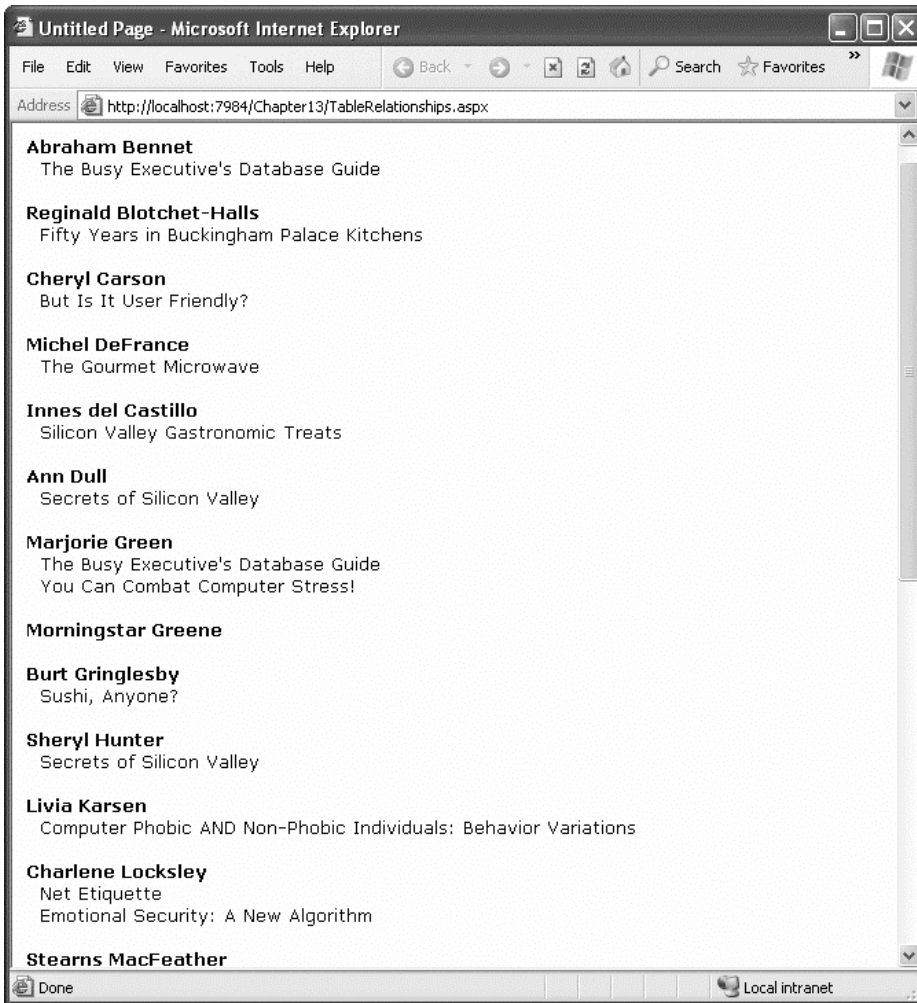 Untitled Page - Microsoft Internet Explorer
File Edit View Favorites Tools Help Back Search Favorites »
Address http://localhost:7984/Chapter13/TableRelationships.aspx
Abraham Bennet
The Busy Executive's Database Guide
Reginald Blotchet-Halls
Fifty Years in Buckingham Palace Kitchens
Cheryl Carson
But Is It User Friendly?
Michel DeFrance
The Gourmet Microwave
Innes del Castillo
Silicon Valley Gastronomic Treats
Ann Dull
Secrets of Silicon Valley
Marjorie Green
The Busy Executive's Database Guide
You Can Combat Computer Stress!
Morningstar Greene
Burt Gringlesby
Sushi, Anyone?
Sheryl Hunter
Secrets of Silicon Valley
Livia Karsen
Computer Phobic AND Non-Phobic Individuals: Behavior Variations
Charlene Locksley
Net Etiquette
Emotional Security: A New Algorithm
Stearns MacFeather
Done Local intranet